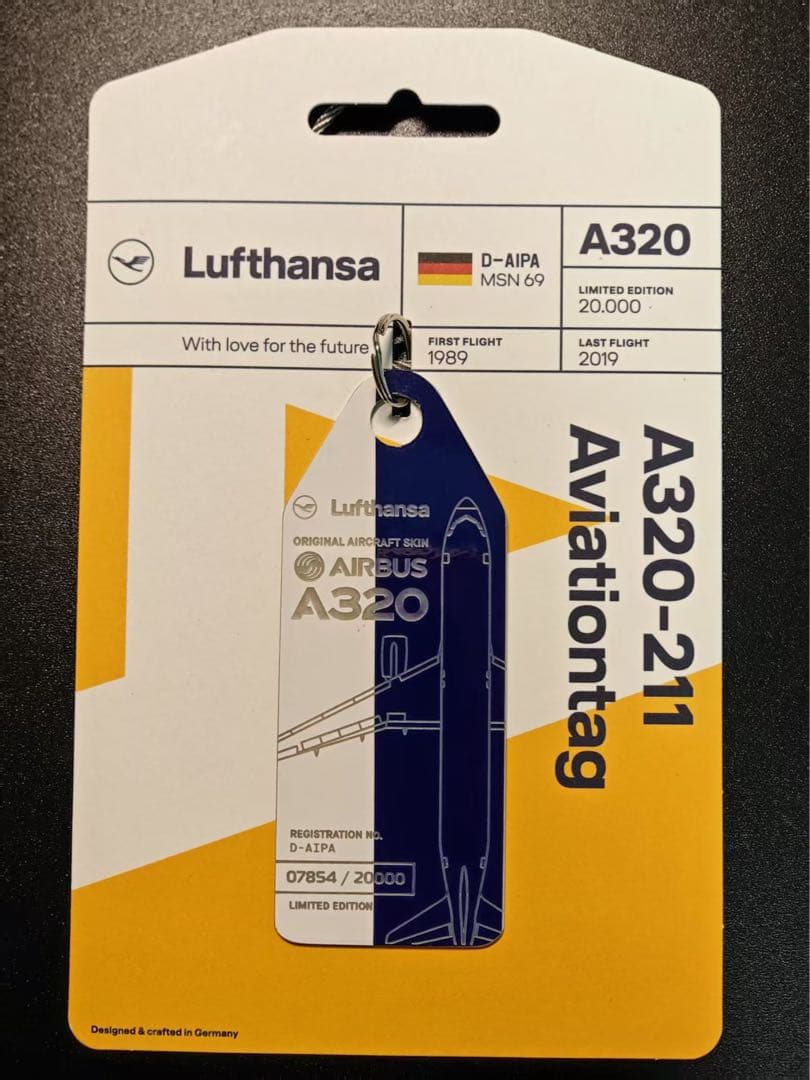 Lufthansa
D-AIPA
MSN 69
A320
LIMITED EDITION
20.000
With love for the future
FIRST FLIGHT
1989
LAST FLIGHT
2019
A320-211
Aviationtag
Lufthansa
ORIGINAL AIRCRAFT SKIN
AIRBUS
A320
REGISTRATION NO.
D-AIPA
07854 / 20000
LIMITED EDITION
Designed & crafted in Germany